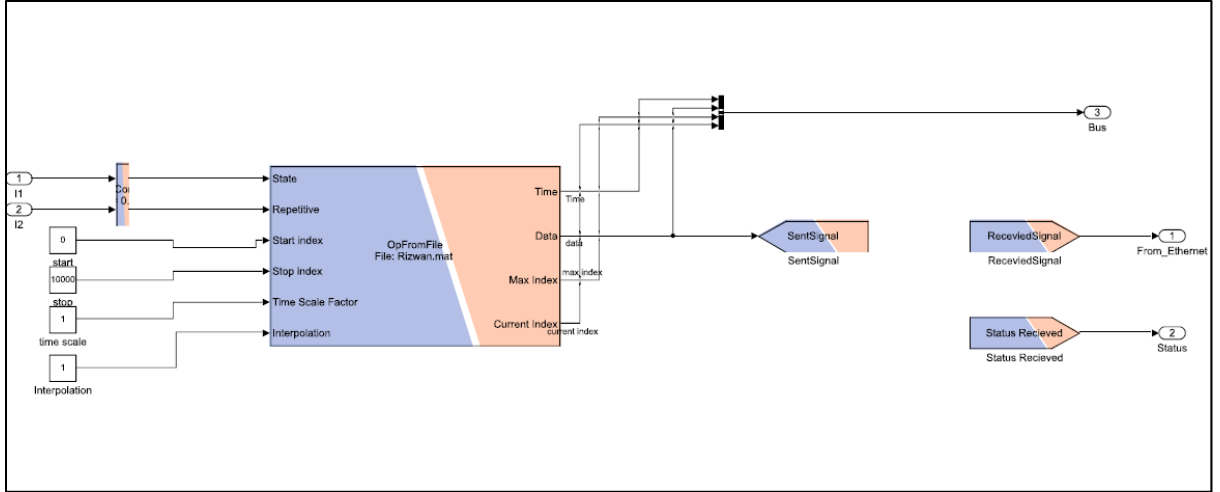 3
Bus
1
I1
2
I2
0
start
10000
stop
1
time scale
1
Interpolation
State
Repetitive
Start index
Stop index
Time Scale Factor
Interpolation
OpFromFile
File: Rizwan.mat
Time
Data
Max Index
Current Index
Time
data
max index
current index
SentSignal
SentSignal
ReceviedSignal
ReceviedSignal
1
From_Ethernet
Status Recieved
Status Recieved
2
Status